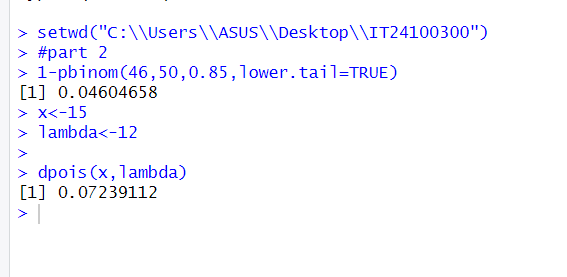 > setwd("C:\\Users\\ASUS\\Desktop\\IT24100300")
> #part 2
> 1-pbinom(46,50,0.85,lower.tail=TRUE)
[1] 0.04604658
> x<-15
> lambda<-12
>
> dpois(x,lambda)
[1] 0.07239112
>